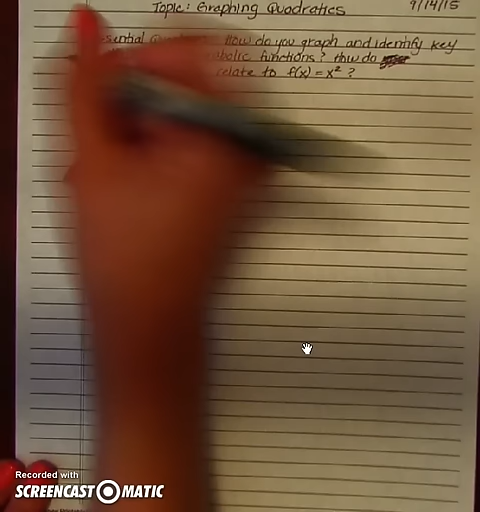 Topic: Graphing Quadratics 9/14/15
How do you graph and identify key
functions? How do
relate to f(x) = x² ?
Recorded with
SCREENCAST-O-MATIC